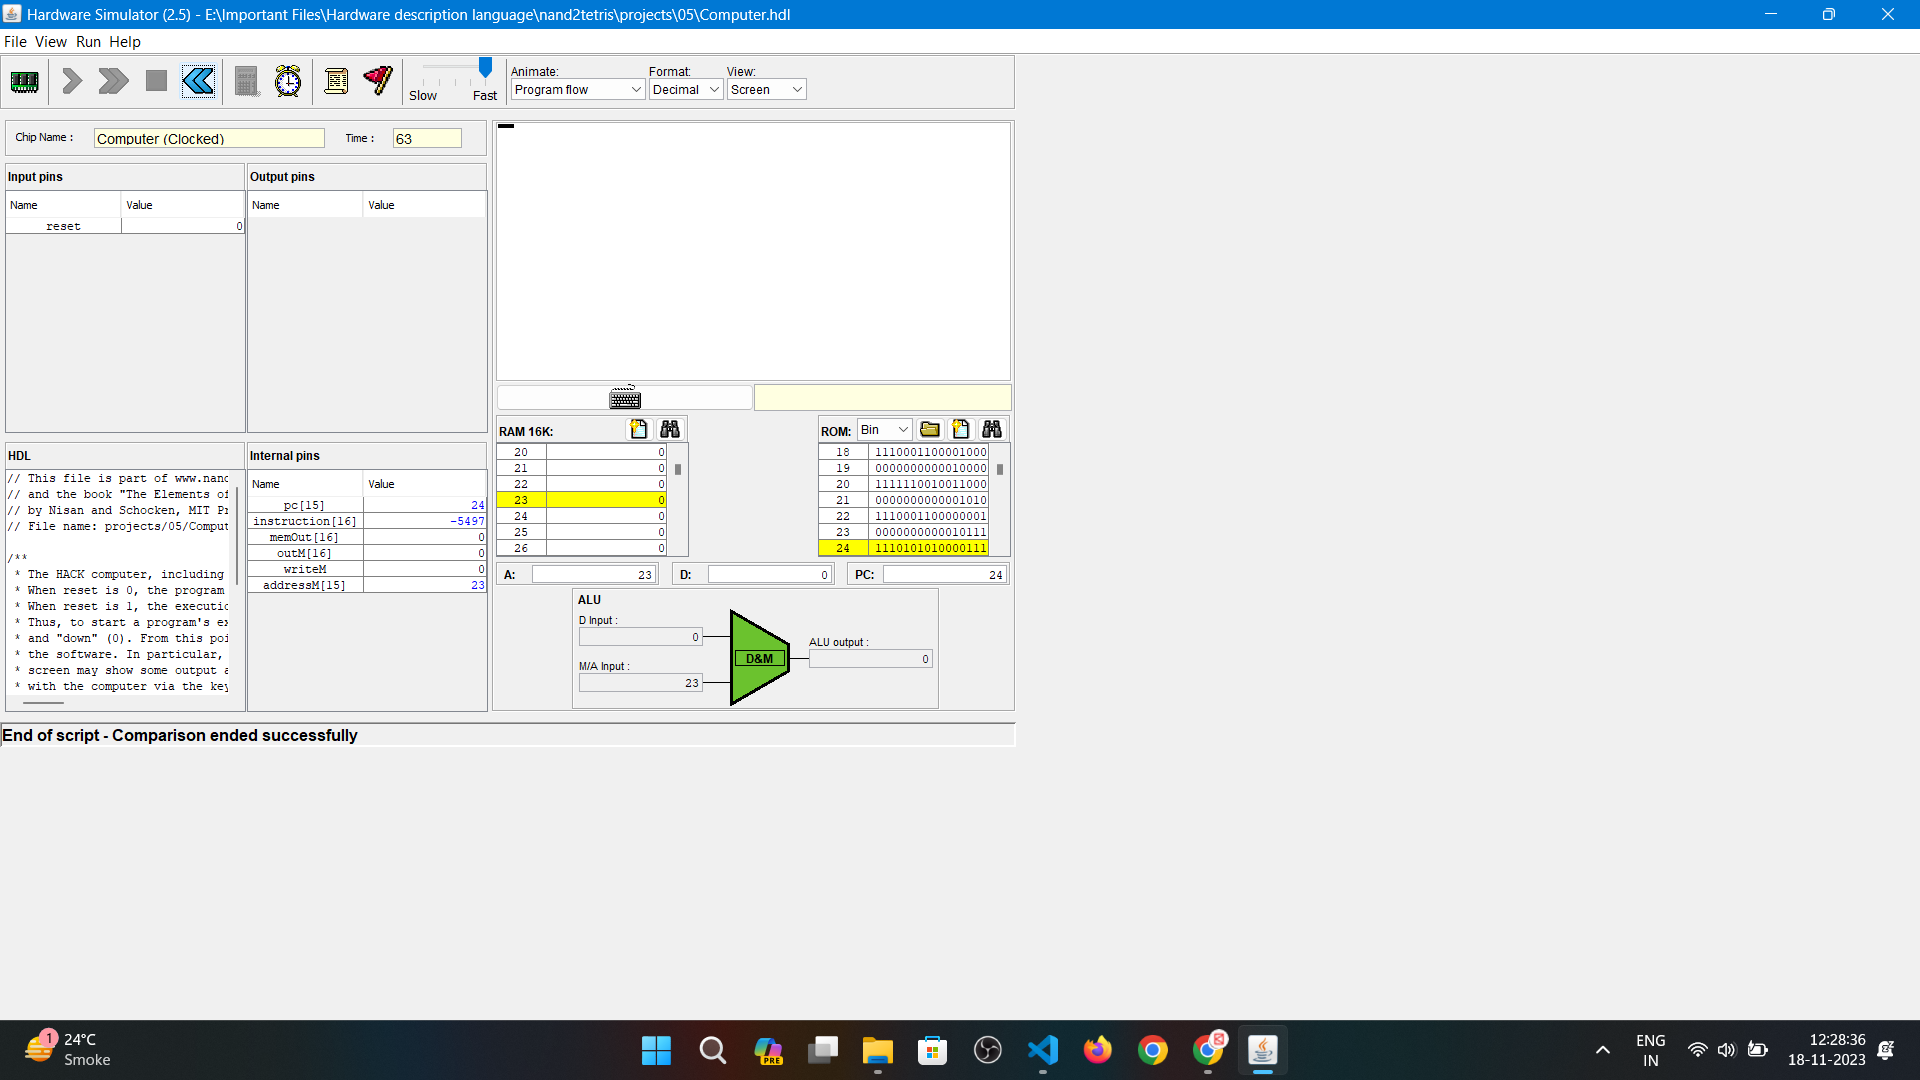 Hardware Simulator (2.5) - E:\Important Files\Hardware description language\nand2tetris\projects\05\Computer.hdl
File View Run Help
Slow Fast
Animate: Format: View:
Program flow Decimal Screen
Chip Name : Computer (Clocked) Time : 63
Input pins Output pins
Name Value Name Value
reset 0
RAM 16K: ROM: Bin
20 0 18 1110001100001000
21 0 19 0000000000010000
22 0 20 1111110010011000
23 0 21 0000000000001010
24 0 22 1110001100000001
25 0 23 0000000000010111
26 0 24 1110101010000111
A: 23 D: 0 PC: 24
ALU
D Input :
0
M/A Input :
23
D&M
ALU output :
0
HDL
// This file is part of www.nanc
// and the book "The Elements of
// by Nisan and Schocken, MIT Pr
// File name: projects/05/Comput
/**
* The HACK computer, including
* When reset is 0, the program
* When reset is 1, the executic
* Thus, to start a program's ex
* and "down" (0). From this poi
* the software. In particular,
* screen may show some output a
* with the computer via the key
Internal pins
Name Value
pc[15] 24
instruction[16] -5497
memOut[16] 0
outM[16] 0
writeM 0
addressM[15] 23
End of script - Comparison ended successfully
1
24°C
Smoke
PRE
ENG
IN
12:28:36
18-11-2023